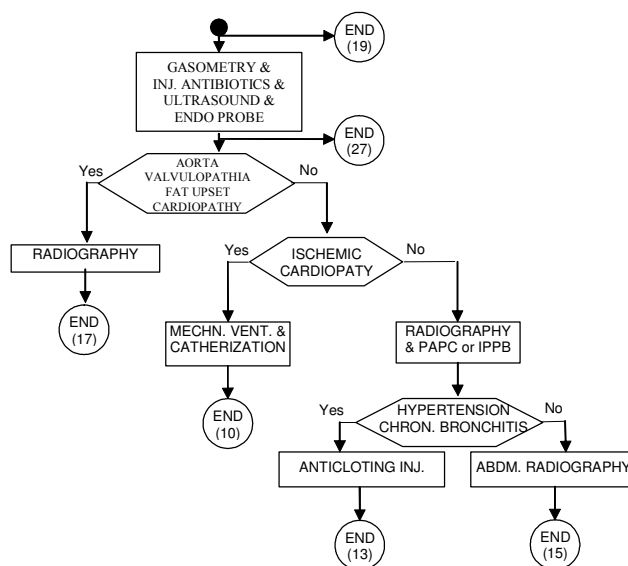 END
(19)
GASOMETRY &
INJ. ANTIBIOTICS &
ULTRASOUND &
ENDO PROBE
END
(27)
Yes
AORTA
VALVULOPATHIA
FAT UPSET
CARDIOPATHY
No
RADIOGRAPHY
Yes
ISCHEMIC
CARDIOPATY
No
END
(17)
MECHN. VENT. &
CATHERIZATION
RADIOGRAPHY
& PAPC or IPPB
END
(10)
Yes
HYPERTENSION
CHRON. BRONCHITIS
No
ANTICLOTING INJ.
ABDM. RADIOGRAPHY
END
(13)
END
(15)